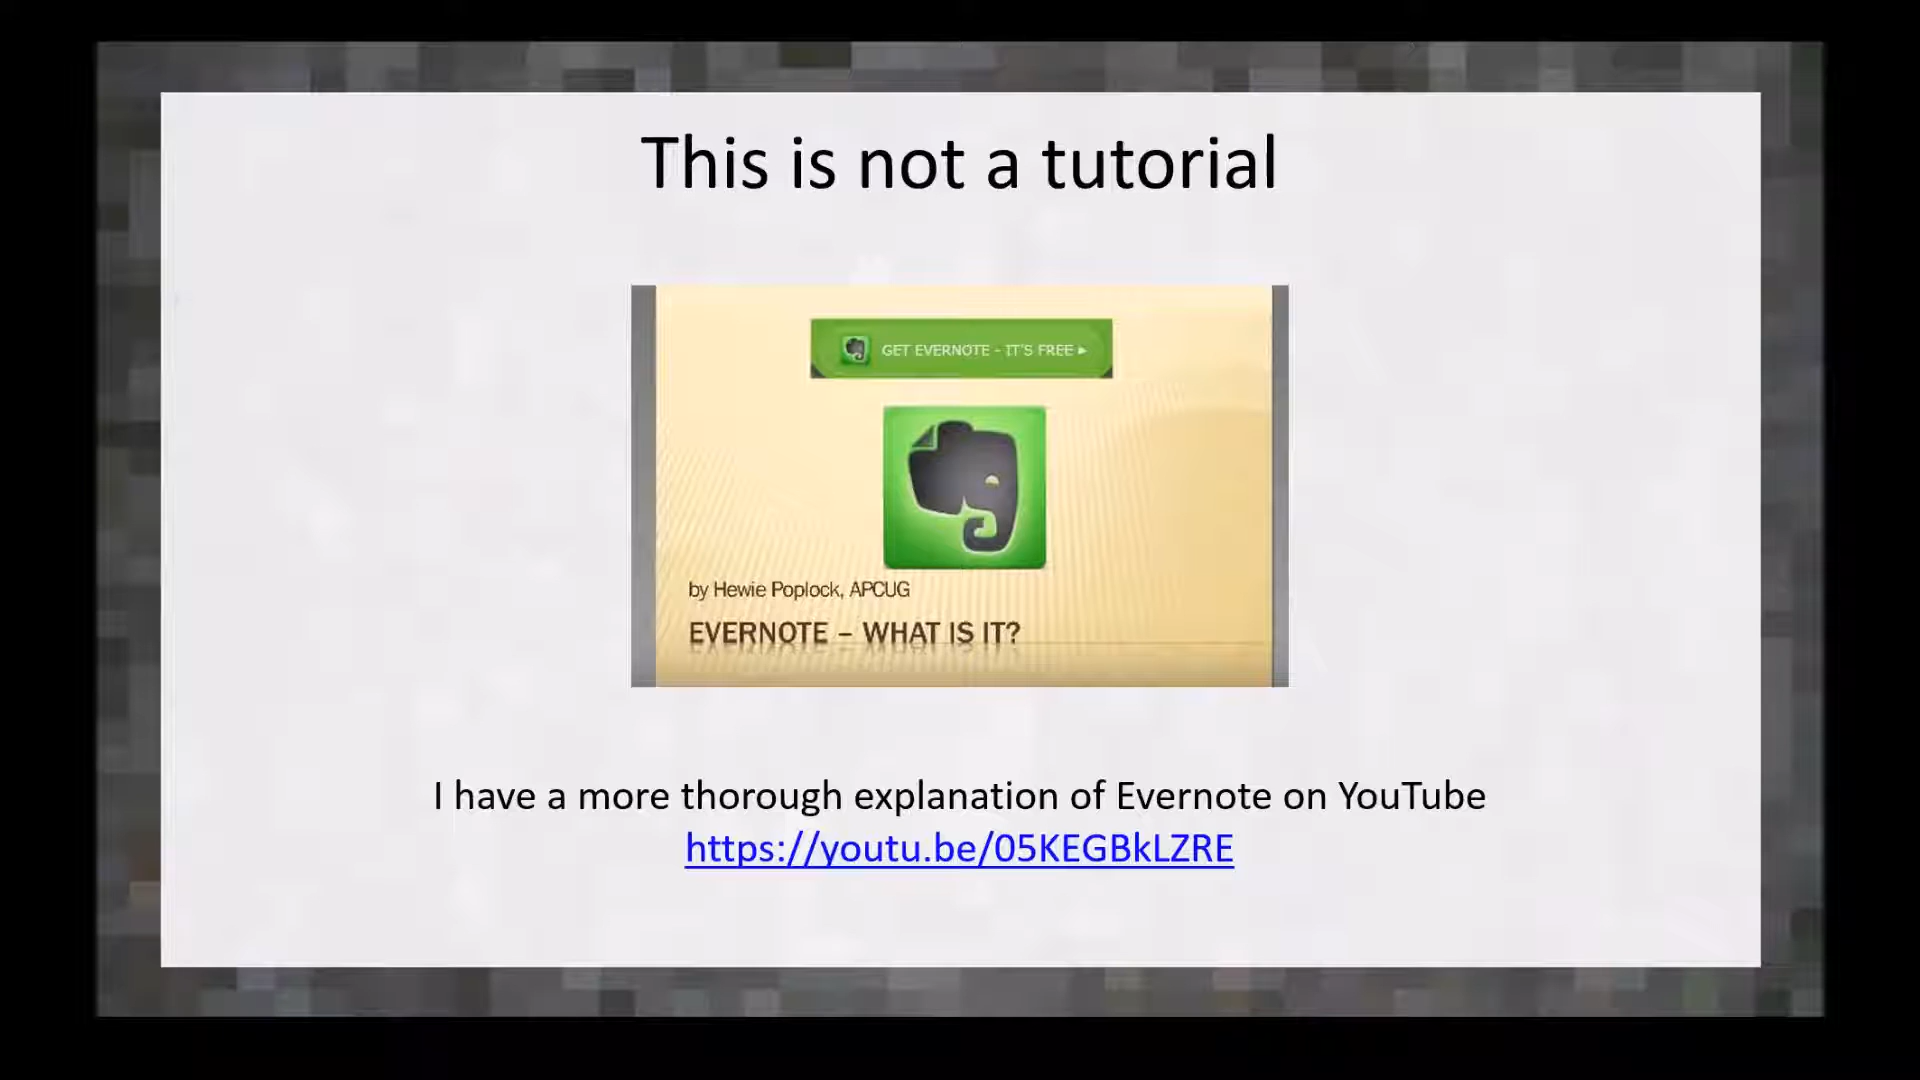 This is not a tutorial
GET EVERNOTE - IT'S FREE ▸
by Hewie Poplock, APCUG
EVERNOTE – WHAT IS IT?
I have a more thorough explanation of Evernote on YouTube
https://youtu.be/05KEGBkLZRE